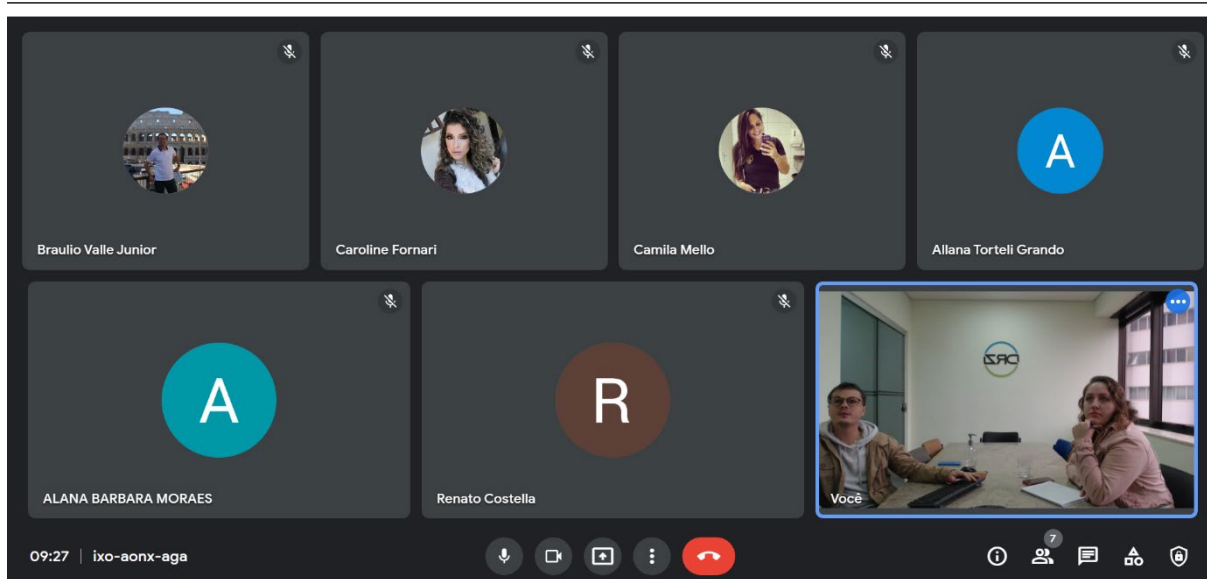 Braulio Valle Junior
Caroline Fornari
Camila Mello
A
Allana Torteli Grando
A
ALANA BARBARA MORAES
R
Renato Costella
Você
09:27 | ixo-aonx-aga
7